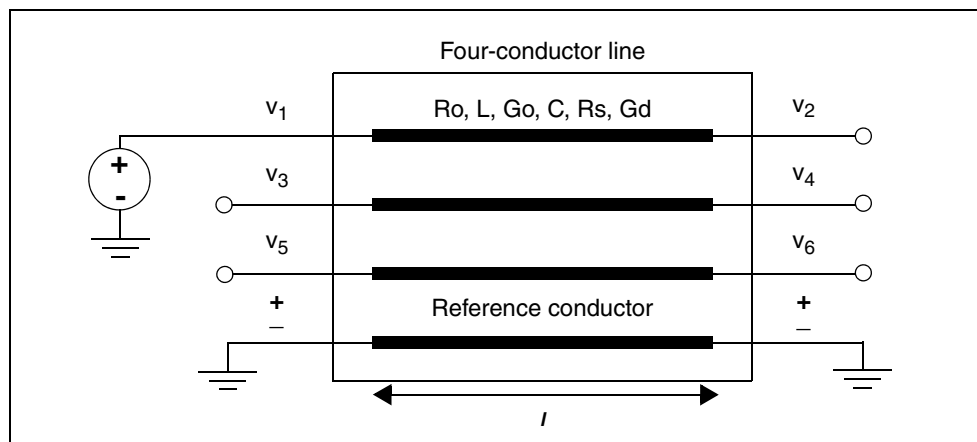 Four-conductor line
v1
Ro, L, Go, C, Rs, Gd
v2
+
-
v3
v4
v5
v6
+
–
Reference conductor
+
–
l